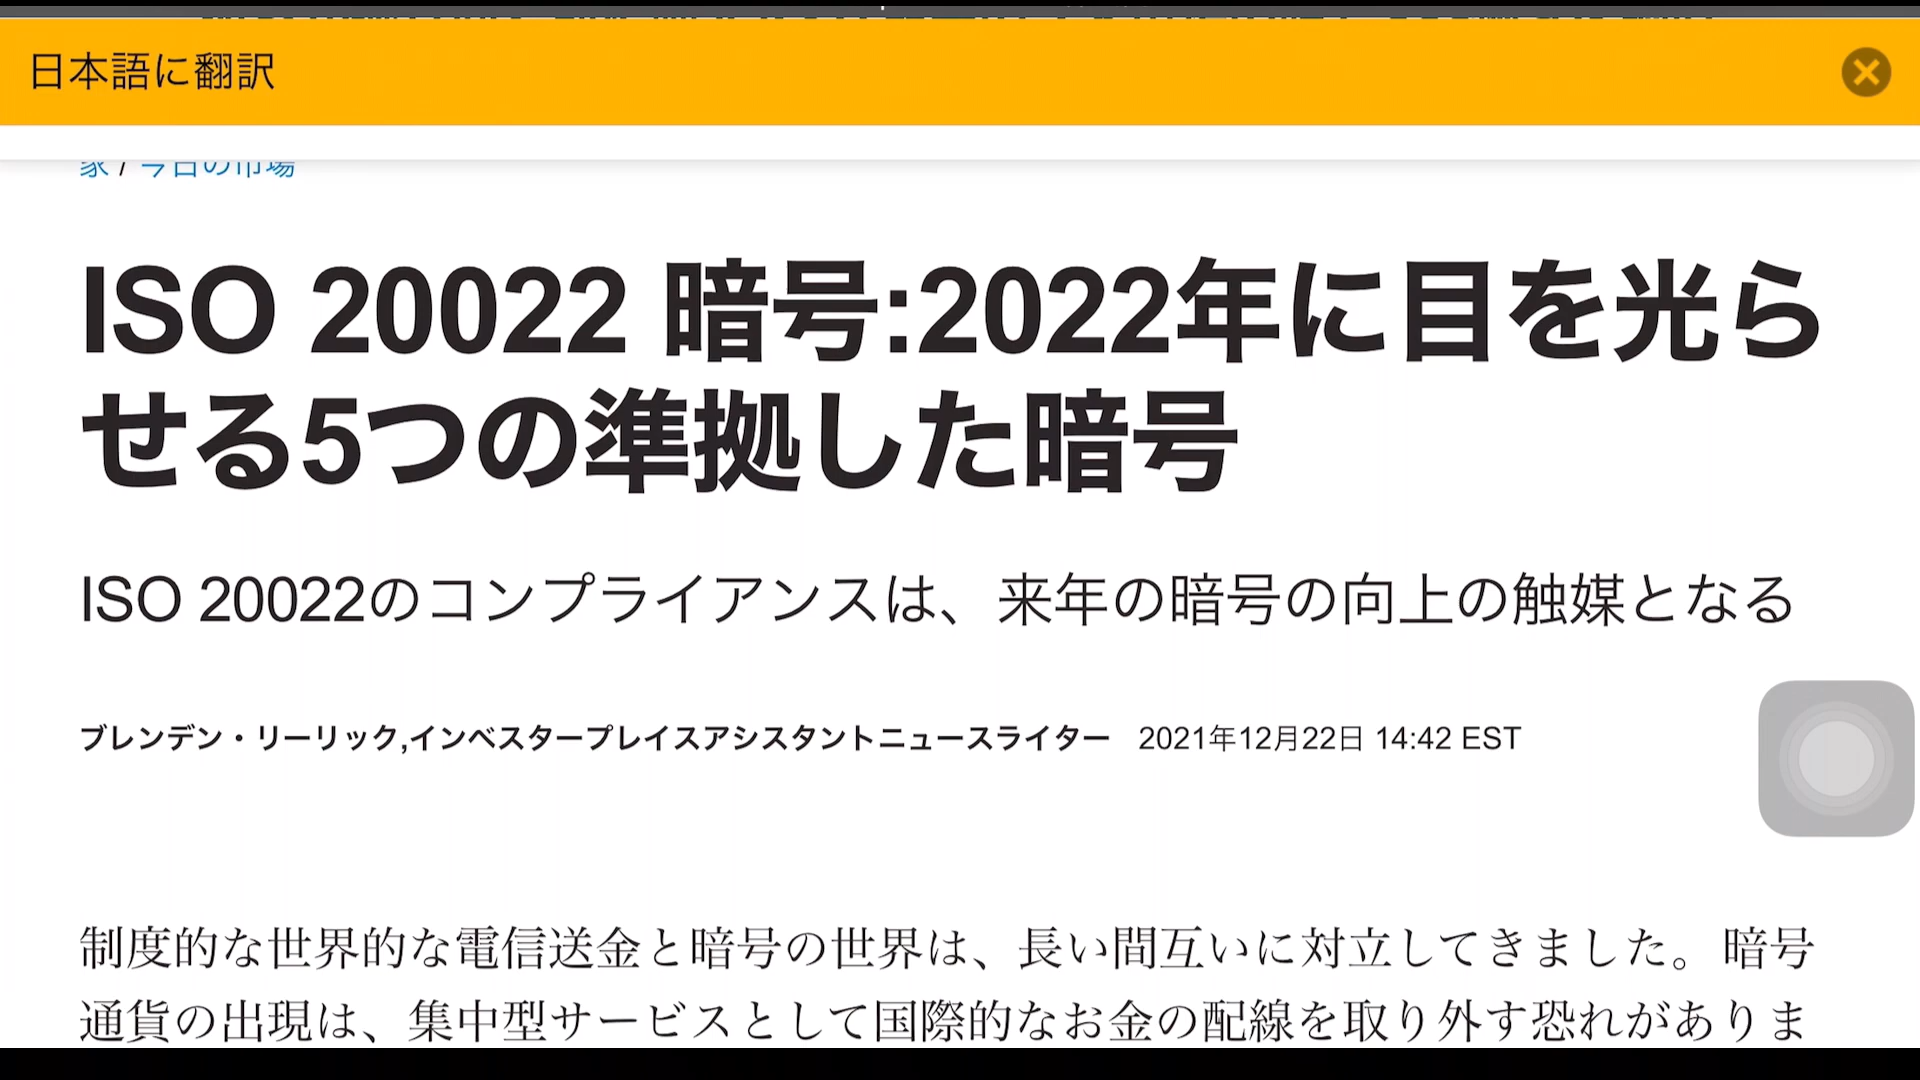 日本語に翻訳
家 / 今日の市場
ISO 20022 暗号:2022年に目を光ら
せる5つの準拠した暗号
ISO 20022のコンプライアンスは、来年の暗号の向上の触媒となる
ブレンデン・リーリック,インベスタープレイスアシスタントニュースライター 2021年12月22日 14:42 EST
制度的な世界的な電信送金と暗号の世界は、長い間互いに対立してきました。暗号
通貨の出現は、集中型サービスとして国際的なお金の配線を取り外す恐れがありま